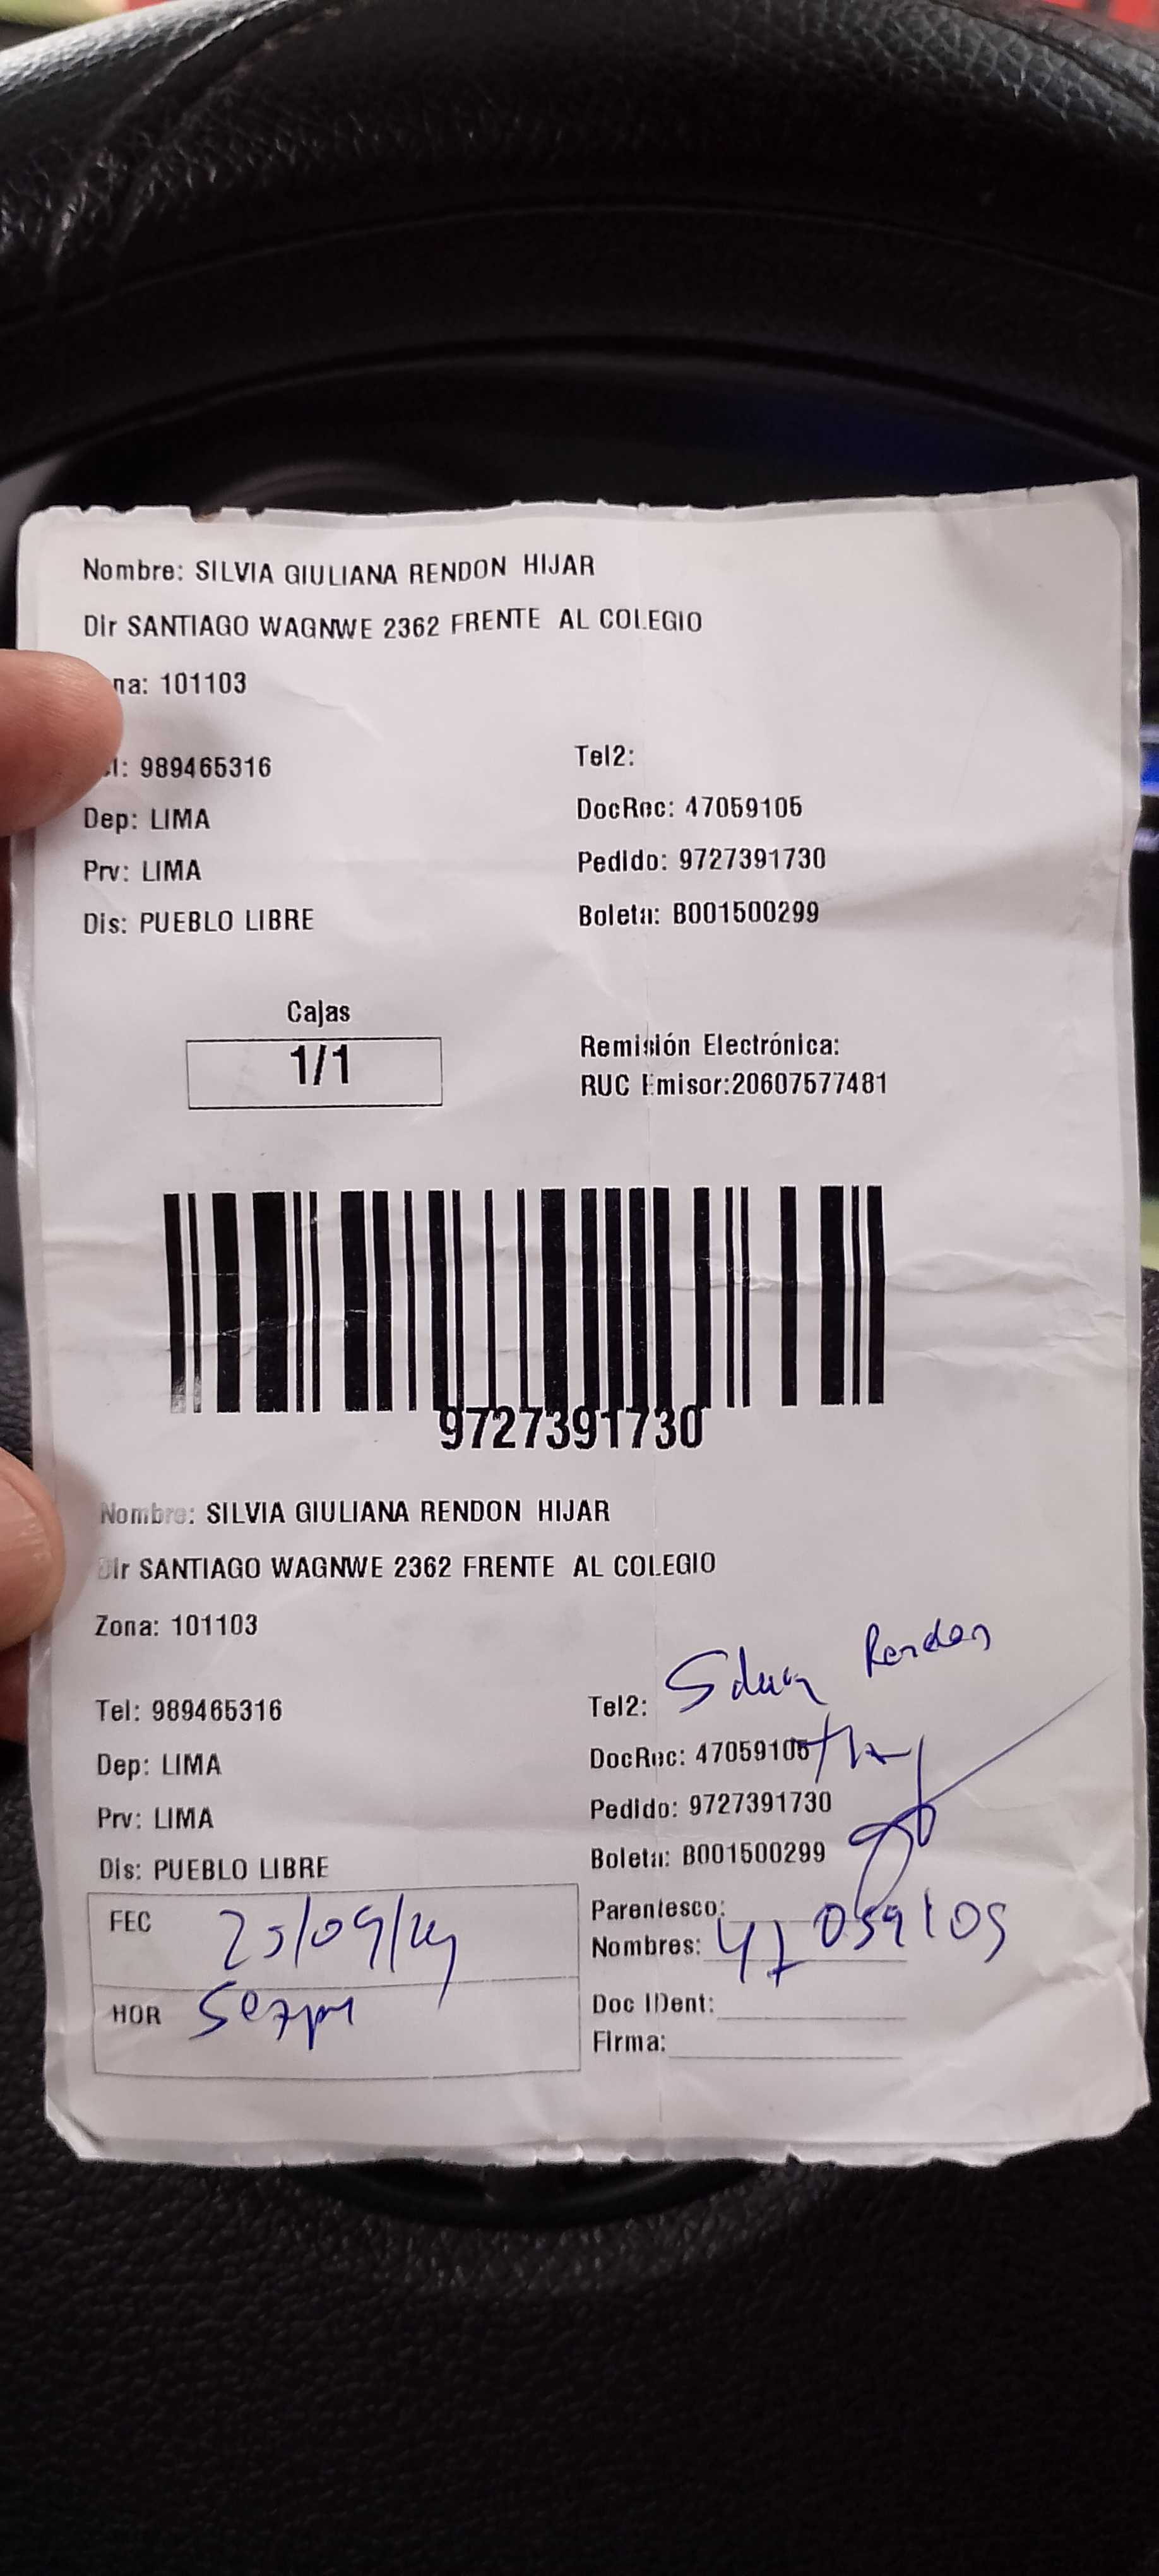 Nombre: SILVIA GIULIANA RENDON HIJAR
Dir SANTIAGO WAGNWE 2362 FRENTE AL COLEGIO
na: 101103
l: 989465316
Tel2:
Dep: LIMA
DocRec: 47059105
Prv: LIMA
Pedido: 9727391730
Dis: PUEBLO LIBRE
Boleta: B001500299
Cajas
1/1
Remisión Electrónica:
RUC Emisor:20607577481
9727391730
Nombre: SILVIA GIULIANA RENDON HIJAR
Dir SANTIAGO WAGNWE 2362 FRENTE AL COLEGIO
Zona: 101103
Rendon
Tel: 989465316
Tel2:
Dep: LIMA
DocRec: 47059105
Prv: LIMA
Pedido: 9727391730
Dis: PUEBLO LIBRE
Boleta: B001500299
FEC 25/09/24
Parentesco:
Nombres: 47059105
HOR
Doc IDent:
Firma: